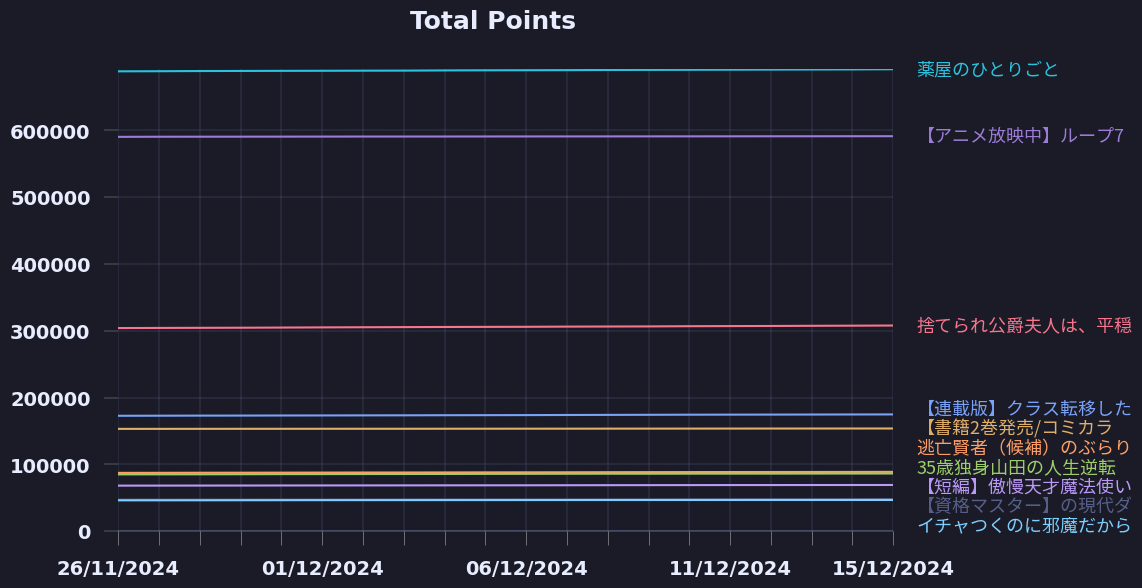 Total Points
薬屋のひとりごと
600000
【アニメ放映中】ループ7
500000
400000
300000
捨てられ公爵夫人は、平穏
200000
【連載版】クラス転移した
【書籍2巻発売/コミカラ
逃亡賢者（候補）のぶらり
100000
35歳独身山田の人生逆転
【短編】傲慢天才魔法使い
【資格マスター】の現代ダ
0
イチャつくのに邪魔だから
26/11/2024
01/12/2024
06/12/2024
11/12/2024
15/12/2024